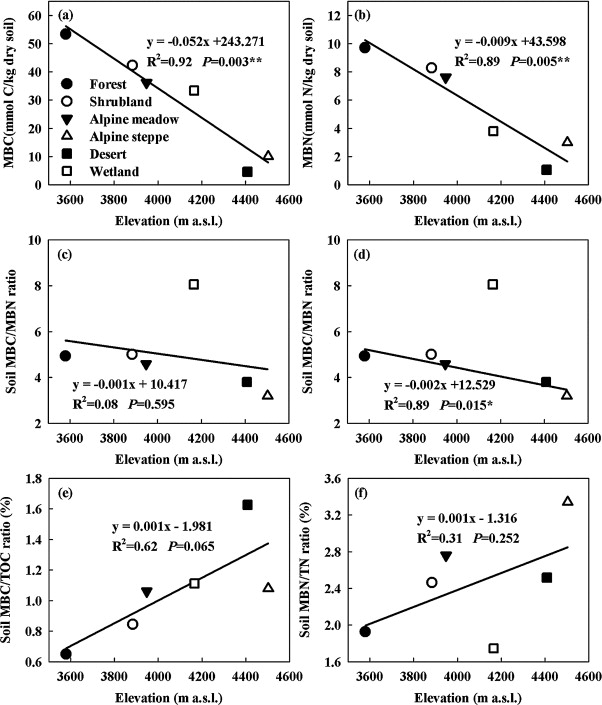 (a)
y = -0.052x +243.271
R²=0.92 P=0.003**
Forest
Shrubland
Alpine meadow
Alpine steppe
Desert
Wetland
MBC(mmol C/kg dry soil)
60
50
40
30
20
10
0
3600 3800 4000 4200 4400 4600
Elevation (m a.s.l.)
(b)
y = -0.009x +43.598
R²=0.89 P=0.005**
MBN(mmol N/kg dry soil)
12
10
8
6
4
2
0
3600 3800 4000 4200 4400 4600
Elevation (m a.s.l.)
(c)
y = -0.001x + 10.417
R²=0.08 P=0.595
Soil MBC/MBN ratio
10
8
6
4
2
3600 3800 4000 4200 4400 4600
Elevation (m a.s.l.)
(d)
y = -0.002x +12.529
R²=0.89 P=0.015*
Soil MBC/MBN ratio
10
8
6
4
2
3600 3800 4000 4200 4400 4600
Elevation (m a.s.l.)
(e)
y = 0.001x - 1.981
R²=0.62 P=0.065
Soil MBC/TOC ratio (%)
1.8
1.6
1.4
1.2
1.0
0.8
0.6
3600 3800 4000 4200 4400 4600
Elevation (m a.s.l.)
(f)
y = 0.001x - 1.316
R²=0.31 P=0.252
Soil MBN/TN ratio (%)
3.6
3.2
2.8
2.4
2.0
1.6
3600 3800 4000 4200 4400 4600
Elevation (m a.s.l.)